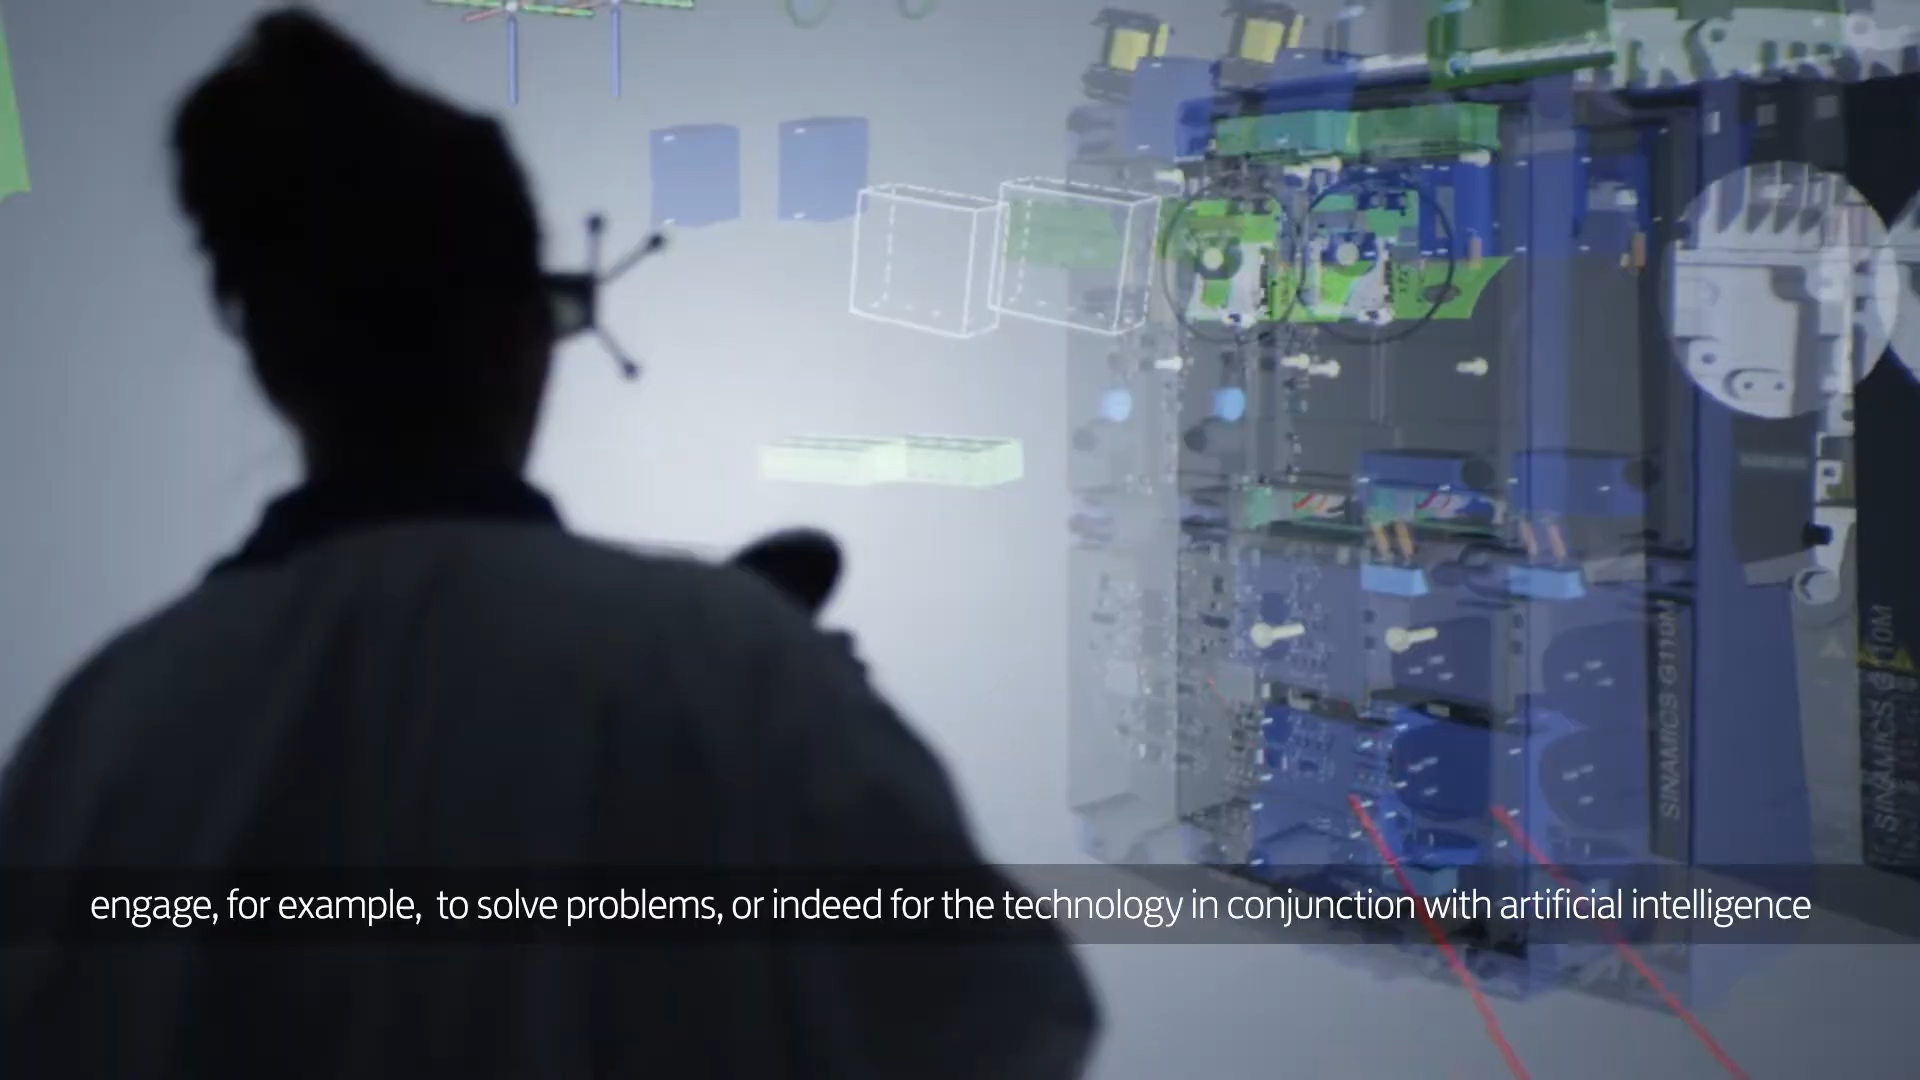 SINAMICS G110M
SINAMICS G110M
engage, for example,  to solve problems, or indeed for the technology in conjunction with artificial intelligence